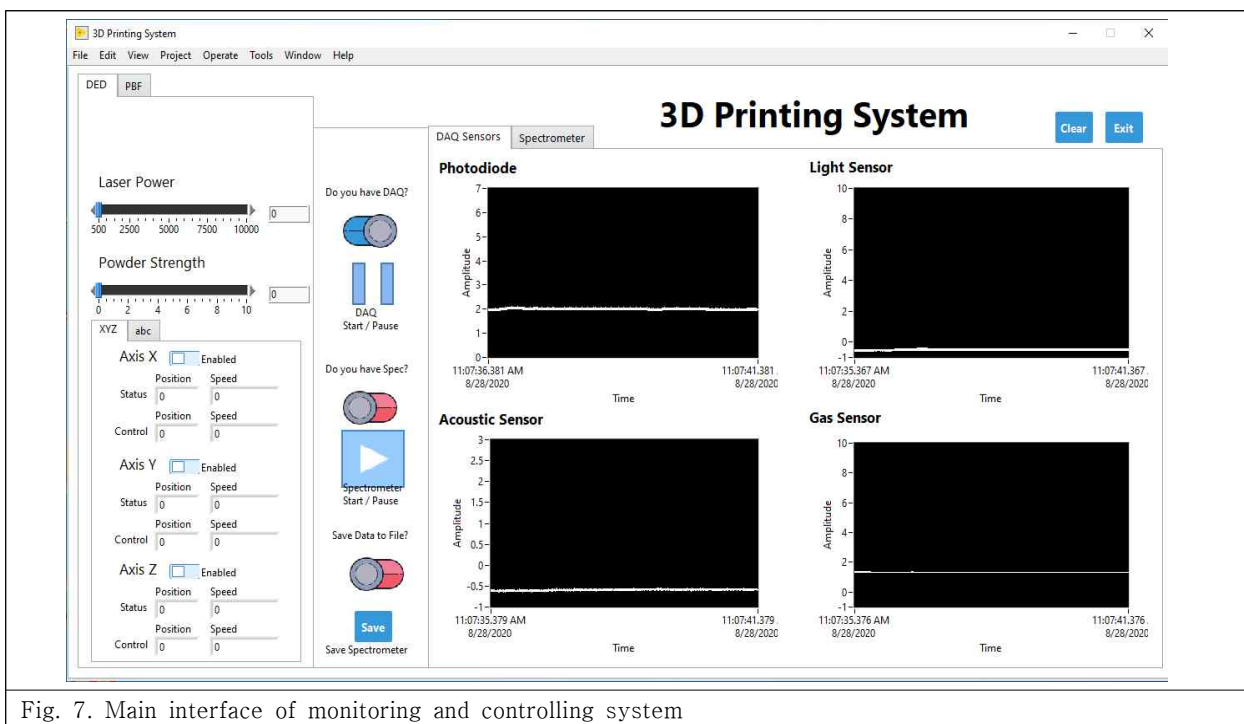 3D Printing System
File Edit View Project Operate Tools Window Help
DED PBF
3D Printing System
Clear Exit
DAQ Sensors Spectrometer
Laser Power
0
500 2500 5000 7500 10000
Powder Strength
0
0 2 4 6 8 10
XYZ abc
Axis X Enabled
Position Speed
Status 0 0
Position Speed
Control 0 0
Axis Y Enabled
Position Speed
Status 0 0
Position Speed
Control 0 0
Axis Z Enabled
Position Speed
Status 0 0
Position Speed
Control 0 0
Do you have DAQ?
DAQ
Start / Pause
Do you have Spec?
Spectrometer
Start / Pause
Save Data to File?
Save
Save Spectrometer
Photodiode
Amplitude
7
6
5
4
3
2
1
0
11:07:36.381 AM 11:07:41.381
8/28/2020 8/28/2020
Time
Light Sensor
Amplitude
10
8
6
4
2
0
-1
11:07:35.367 AM 11:07:41.367
8/28/2020 8/28/2020
Time
Acoustic Sensor
Amplitude
3
2.5
2
1.5
1
0.5
0
-0.5
-1
11:07:35.379 AM 11:07:41.379
8/28/2020 8/28/2020
Time
Gas Sensor
Amplitude
10
8
6
4
2
0
-1
11:07:35.376 AM 11:07:41.376
8/28/2020 8/28/2020
Time
Fig. 7. Main interface of monitoring and controlling system